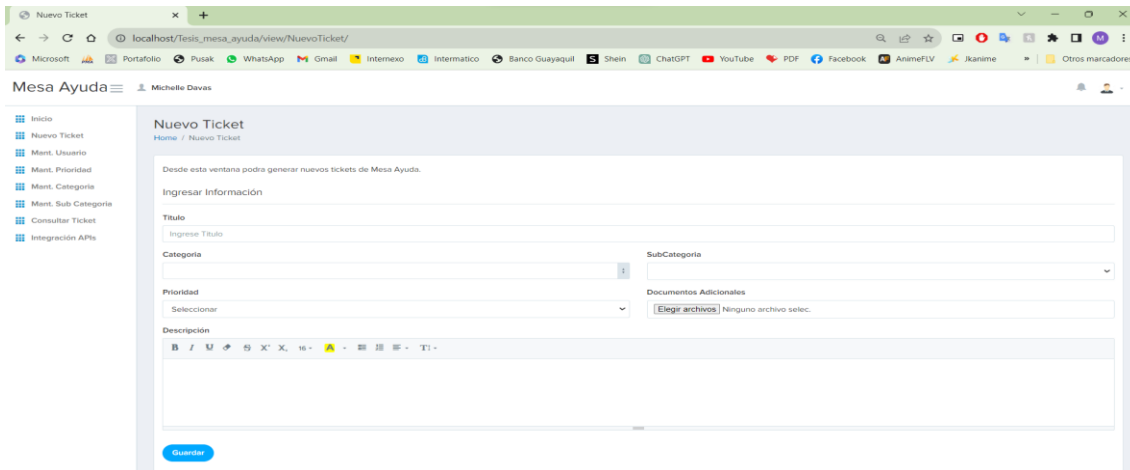 Nuevo Ticket
localhost/Tesis_mesa_ayuda/view/NuevoTicket/
M
Microsoft Portafolio Pusak WhatsApp Gmail Internexo Intermatico Banco Guayaquil S Shein ChatGPT YouTube PDF Facebook AnimeFLV Jkanime » Otros marcadores
Mesa Ayuda Michelle Davas
Inicio
Nuevo Ticket
Mant. Usuario
Mant. Prioridad
Mant. Categoria
Mant. Sub Categoria
Consultar Ticket
Integración APIs
Nuevo Ticket
Home / Nuevo Ticket
Desde esta ventana podra generar nuevos tickets de Mesa Ayuda.
Ingresar Información
Titulo
Ingrese Titulo
Categoria SubCategoria
Prioridad Documentos Adicionales
Seleccionar Elegir archivos Ninguno archivo selec.
Descripción
B I U S X² X₂ 16 A T
Guardar